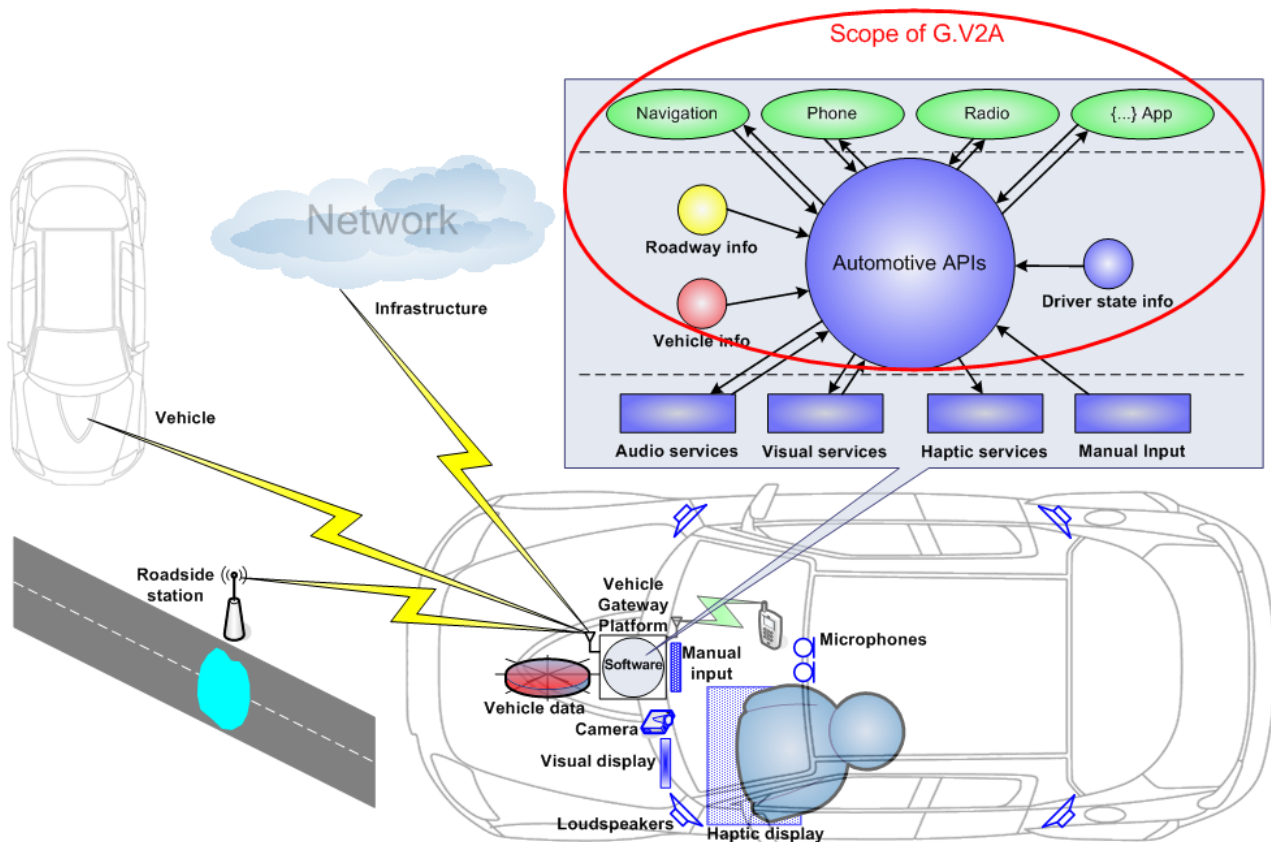 Scope of G.V2A
Navigation
Phone
Radio
{...} App
Network
Roadway info
Automotive APIs
Driver state info
Vehicle info
Infrastructure
Vehicle
Audio services
Visual services
Haptic services
Manual Input
Roadside
station
Vehicle
Gateway
Platform
Software
Manual
input
Microphones
Vehicle data
Camera
Visual display
Loudspeakers
Haptic display